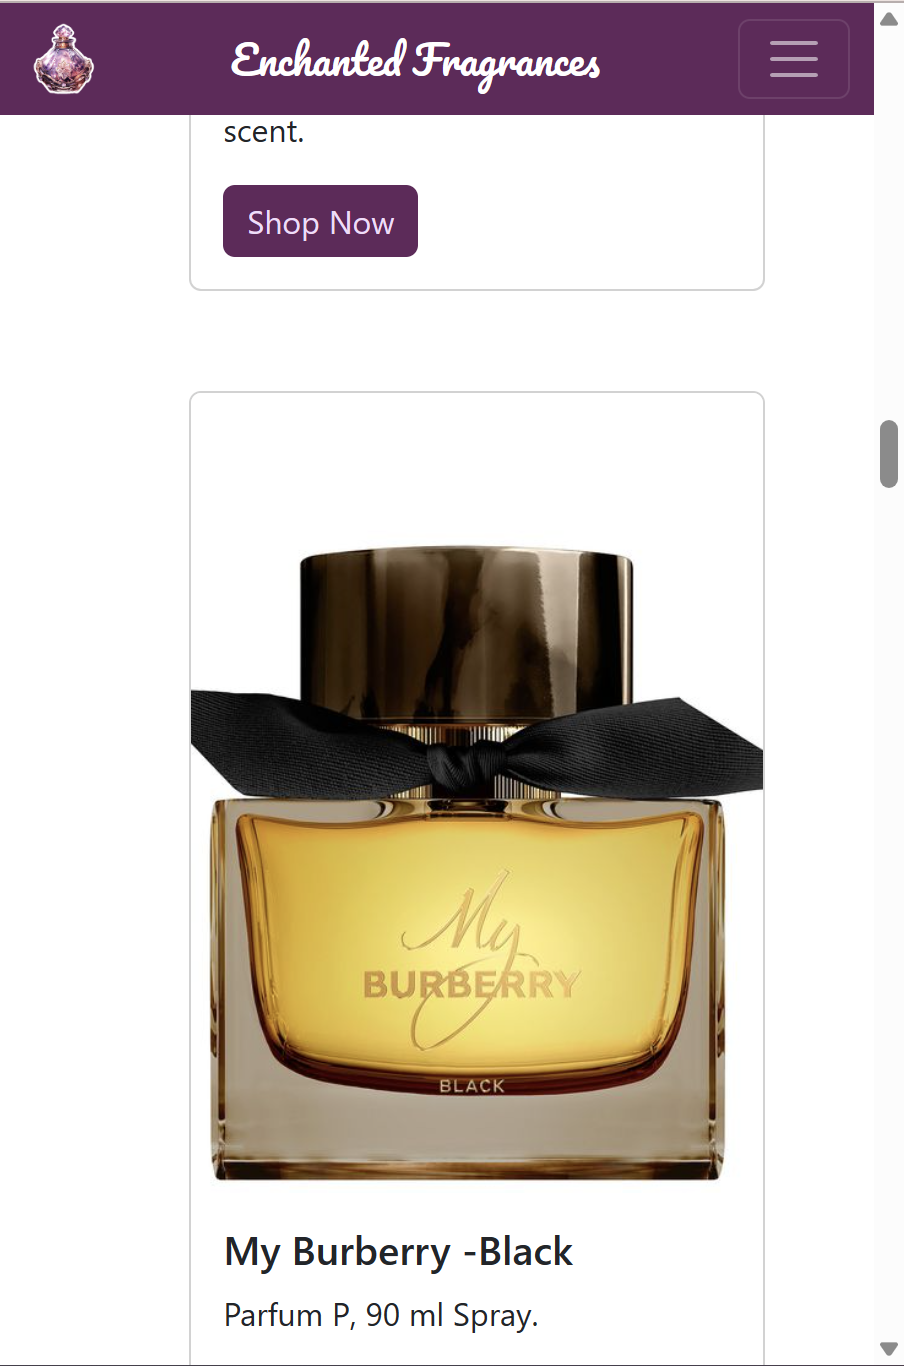 Enchanted Fragrances
scent.
Shop Now
My
BURBERRY
BLACK
My Burberry -Black
Parfum P, 90 ml Spray.